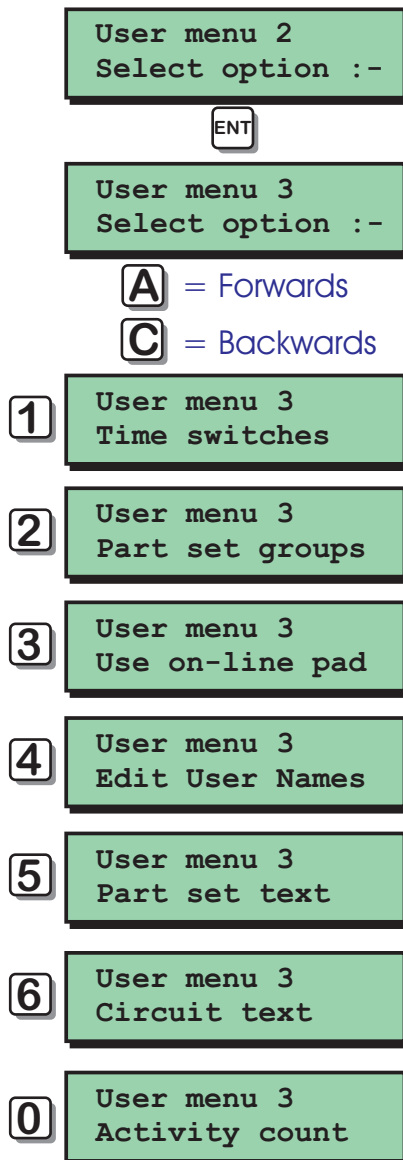 User menu 2
Select option :-
ENT
User menu 3
Select option :-
A = Forwards
C = Backwards
1
User menu 3
Time switches
2
User menu 3
Part set groups
3
User menu 3
Use on-line pad
4
User menu 3
Edit User Names
5
User menu 3
Part set text
6
User menu 3
Circuit text
0
User menu 3
Activity count